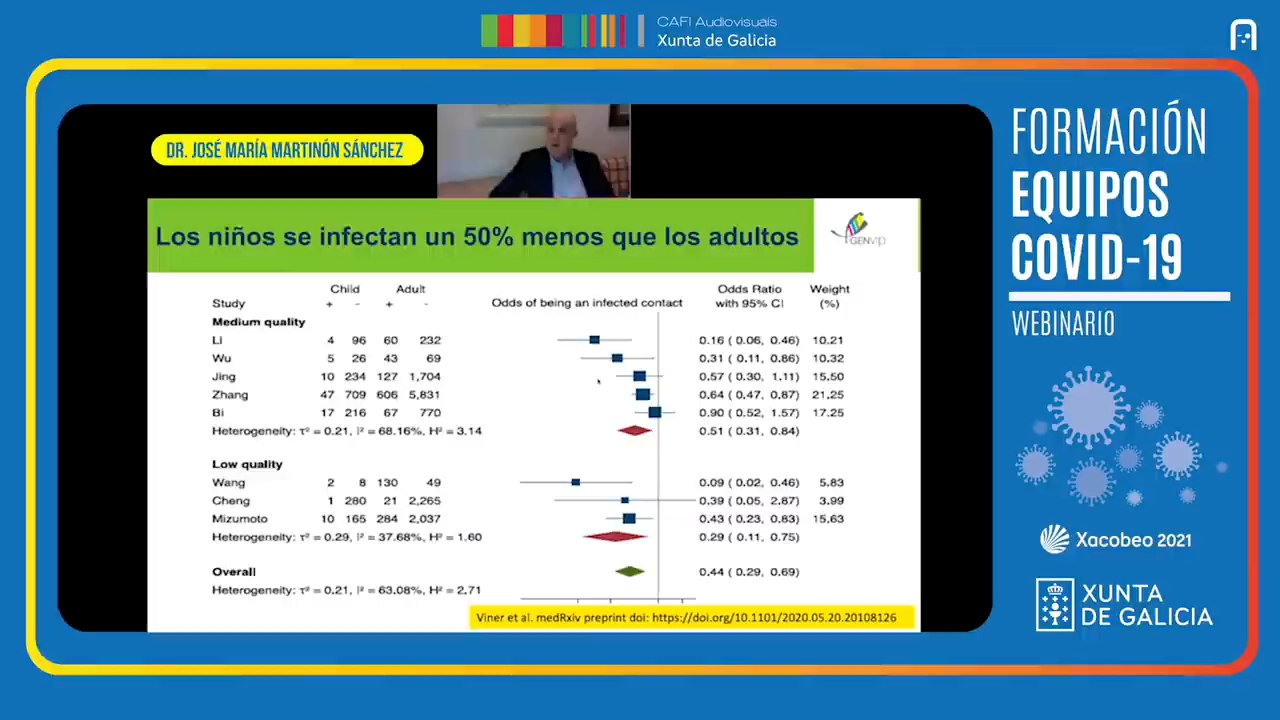 CAFI Audiovisuais
Xunta de Galicia
DR. JOSÉ MARÍA MARTINÓN SÁNCHEZ
FORMACIÓN
EQUIPOS
COVID-19
WEBINARIO
Los niños se infectan un 50% menos que los adultos
GENVIP
Child Adult Odds Ratio Weight
Study + - + - Odds of being an infected contact with 95% CI (%)
Medium quality
Li 4 96 60 232 0.16 ( 0.06, 0.46) 10.21
Wu 5 26 43 69 0.31 ( 0.11, 0.86) 10.32
Jing 10 234 127 1,704 0.57 ( 0.30, 1.11) 15.50
Zhang 47 709 606 5,831 0.64 ( 0.47, 0.87) 21.25
Bi 17 216 67 770 0.90 ( 0.52, 1.57) 17.25
Heterogeneity: τ² = 0.21, I² = 68.16%, H² = 3.14 0.51 ( 0.31, 0.84)
Low quality
Wang 2 8 130 49 0.09 ( 0.02, 0.46) 5.83
Cheng 1 280 21 2,265 0.39 ( 0.05, 2.87) 3.99
Mizumoto 10 165 284 2,037 0.43 ( 0.23, 0.83) 15.63
Heterogeneity: τ² = 0.29, I² = 37.68%, H² = 1.60 0.29 ( 0.11, 0.75)
Overall 0.44 ( 0.29, 0.69)
Heterogeneity: τ² = 0.21, I² = 63.08%, H² = 2.71
Viner et al. medRxiv preprint doi: https://doi.org/10.1101/2020.05.20.20108126
Xacobeo 2021
XUNTA
DE GALICIA